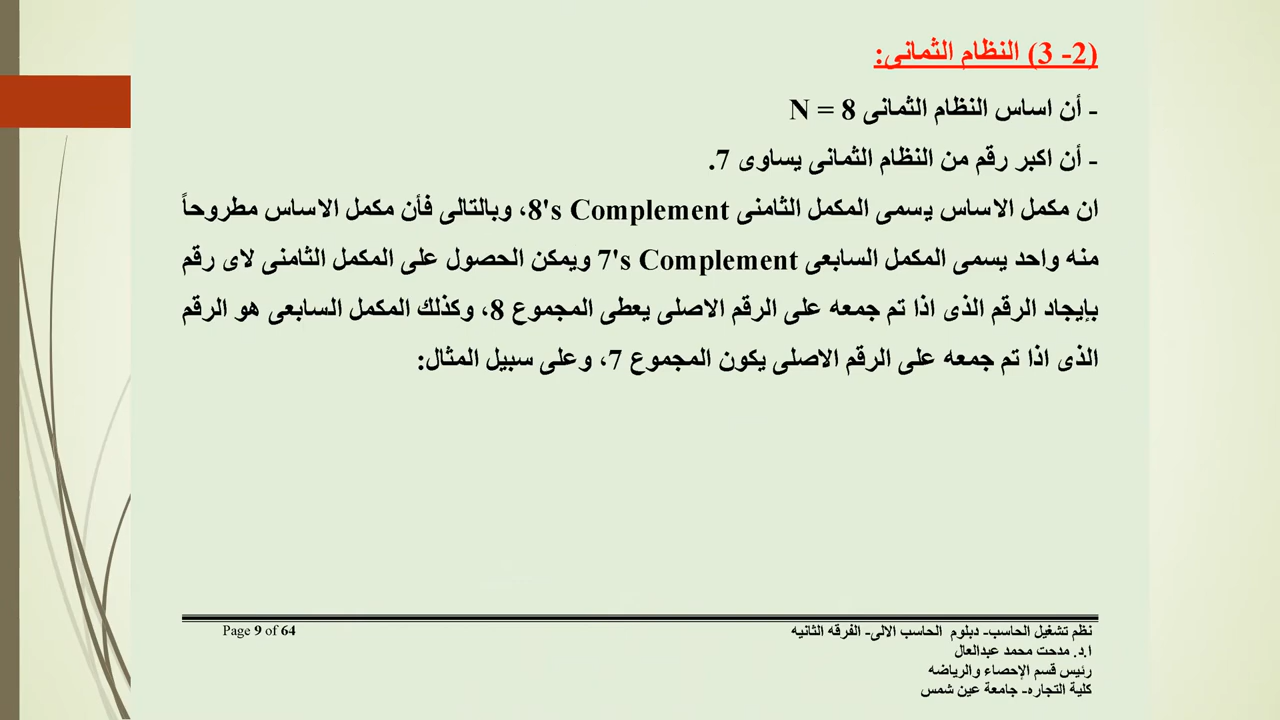 (2- 3) النظام الثمانى:
- أن اساس النظام الثمانى N = 8
- أن اكبر رقم من النظام الثمانى يساوى 7.
ان مكمل الاساس يسمى المكمل الثامنى 8's Complement، وبالتالى فأن مكمل الاساس مطروحاً
منه واحد يسمى المكمل السابعى 7's Complement ويمكن الحصول على المكمل الثامنى لاى رقم
بإيجاد الرقم الذى اذا تم جمعه على الرقم الاصلى يعطى المجموع 8، وكذلك المكمل السابعى هو الرقم
الذى اذا تم جمعه على الرقم الاصلى يكون المجموع 7، وعلى سبيل المثال:
نظم تشغيل الحاسب- دبلوم الحاسب الالى- الفرقه الثانيه Page 9 of 64
ا.د. مدحت محمد عبدالعال
رئيس قسم الإحصاء والرياضه
كلية التجاره- جامعة عين شمس